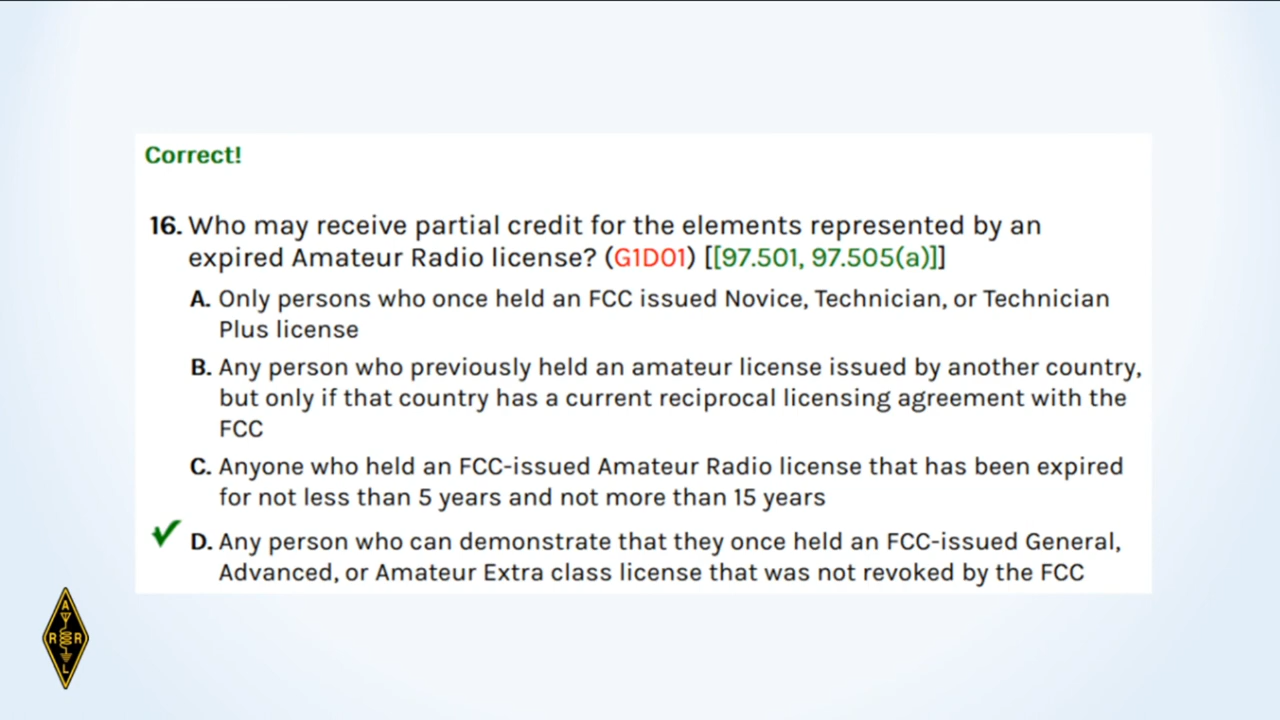 Correct!
16. Who may receive partial credit for the elements represented by an
expired Amateur Radio license? (G1D01) [[97.501, 97.505(a)]]
A. Only persons who once held an FCC issued Novice, Technician, or Technician
Plus license
B. Any person who previously held an amateur license issued by another country,
but only if that country has a current reciprocal licensing agreement with the
FCC
C. Anyone who held an FCC-issued Amateur Radio license that has been expired
for not less than 5 years and not more than 15 years
D. Any person who can demonstrate that they once held an FCC-issued General,
Advanced, or Amateur Extra class license that was not revoked by the FCC
A
R R
L